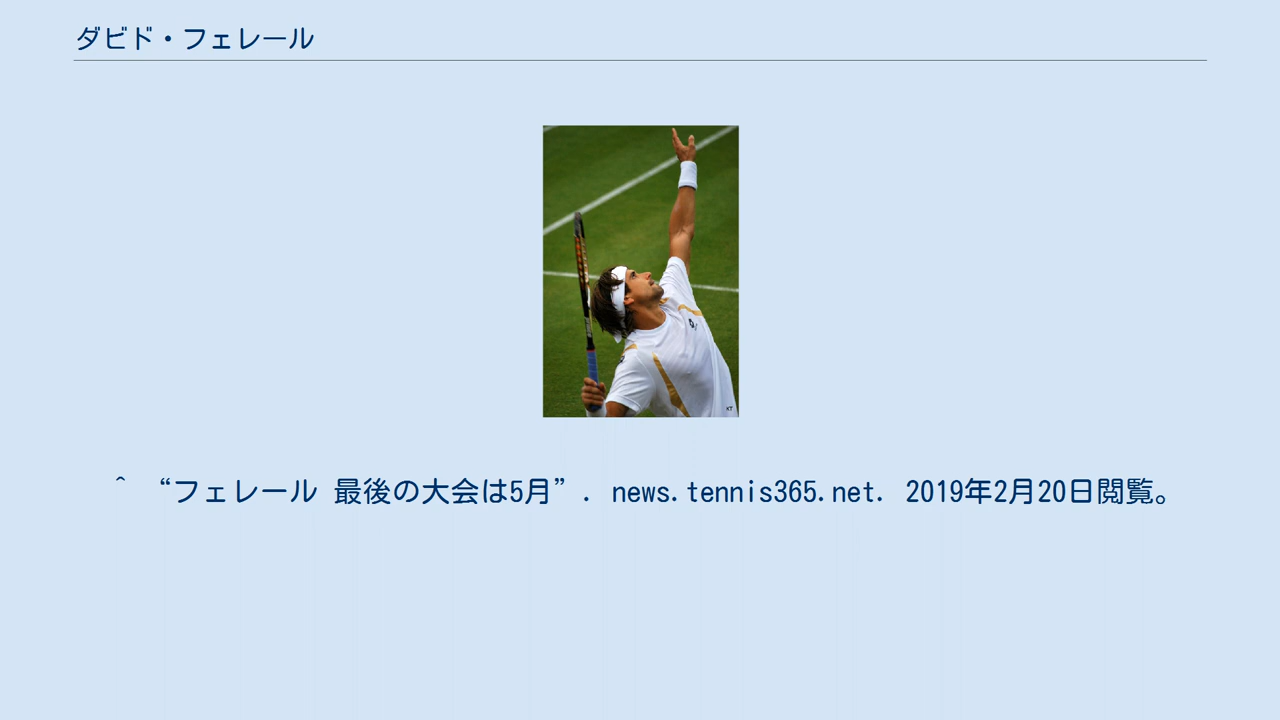 ダビド・フェレール
^ “フェレール 最後の大会は5月”. news.tennis365.net. 2019年2月20日閲覧。